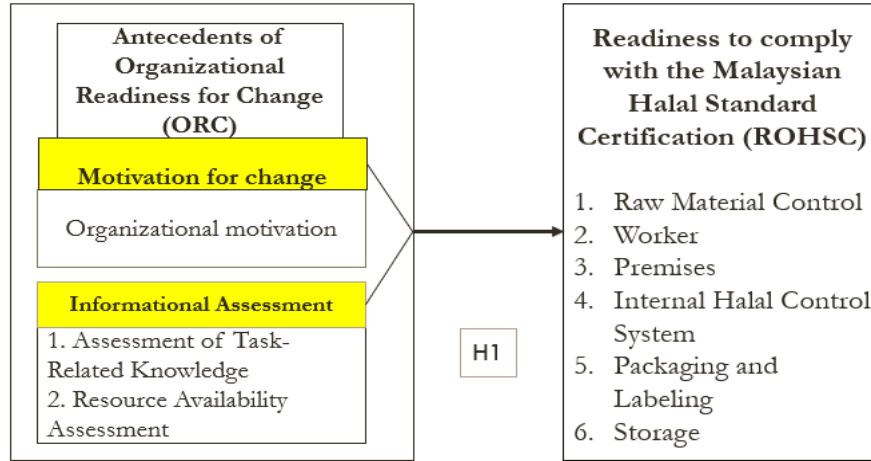 Antecedents of
Organizational
Readiness for Change
(ORC)
Motivation for change
Organizational motivation
Informational Assessment
1. Assessment of Task-
Related Knowledge
2. Resource Availability
Assessment
H1
Readiness to comply
with the Malaysian
Halal Standard
Certification (ROHSC)
1. Raw Material Control
2. Worker
3. Premises
4. Internal Halal Control
System
5. Packaging and
Labeling
6. Storage